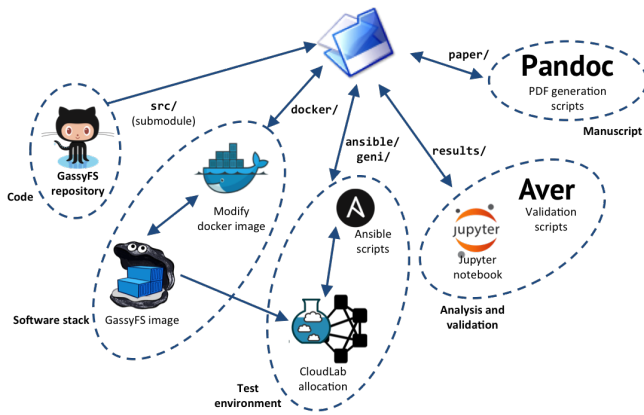 paper/
Pandoc
PDF generation
scripts
Manuscript
src/
(submodule)
docker/
ansible/
geni/
results/
GassyFS
repository
Code
Modify
docker image
Ansible
scripts
Aver
Validation
scripts
jupyter
Jupyter
notebook
GassyFS image
Software stack
Analysis and
validation
CloudLab
allocation
Test
environment